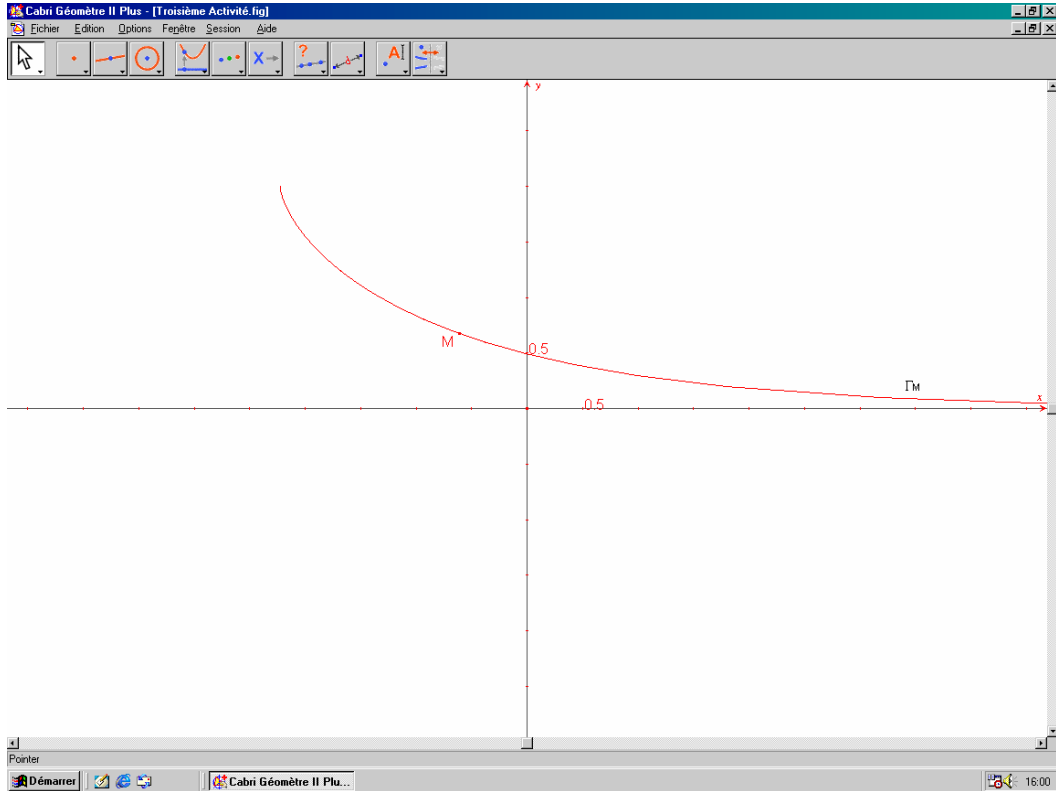 Cabri Géomètre II Plus - [Troisième Activité.fig]
Fichier Edition Options Fenêtre Session Aide
? A
X
y
M
0.5
ΓM
x
0.5
Pointer
Démarrer Cabri Géomètre II Plu... 16:00